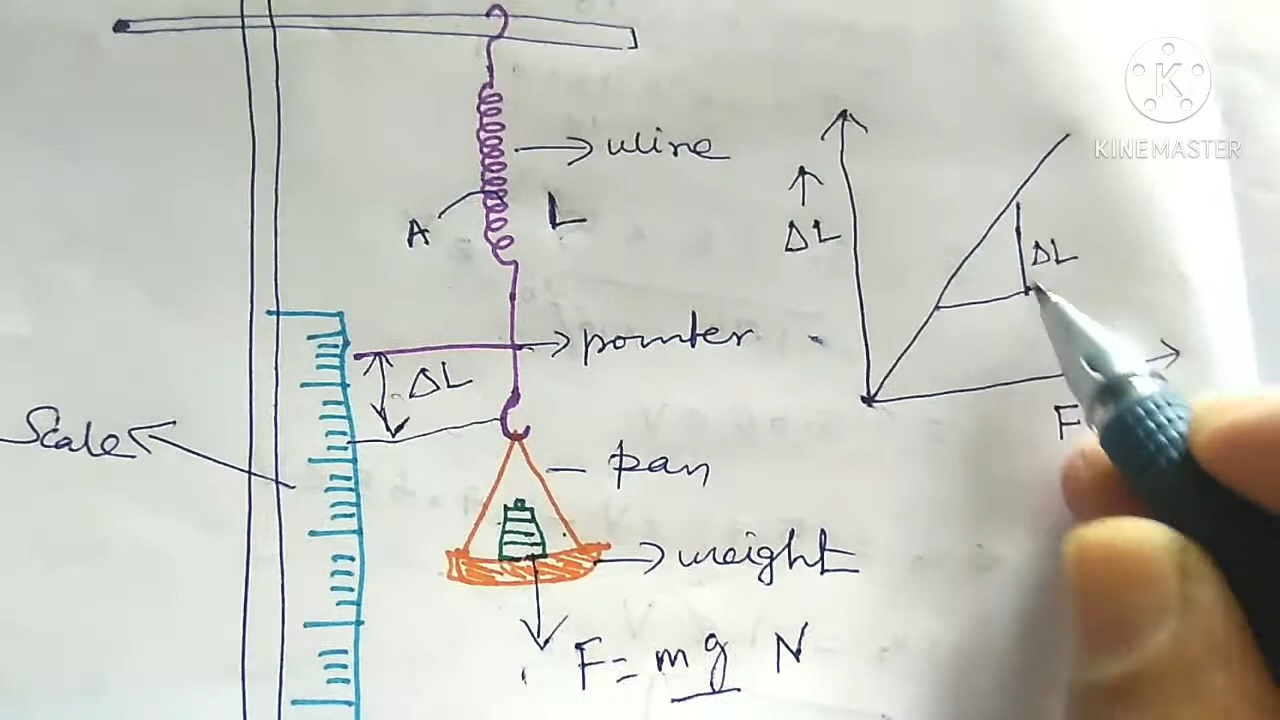 wire
A
L
pointer
ΔL
Scale
pan
weight
F = mg N
ΔL
ΔL
F
K
KINEMASTER